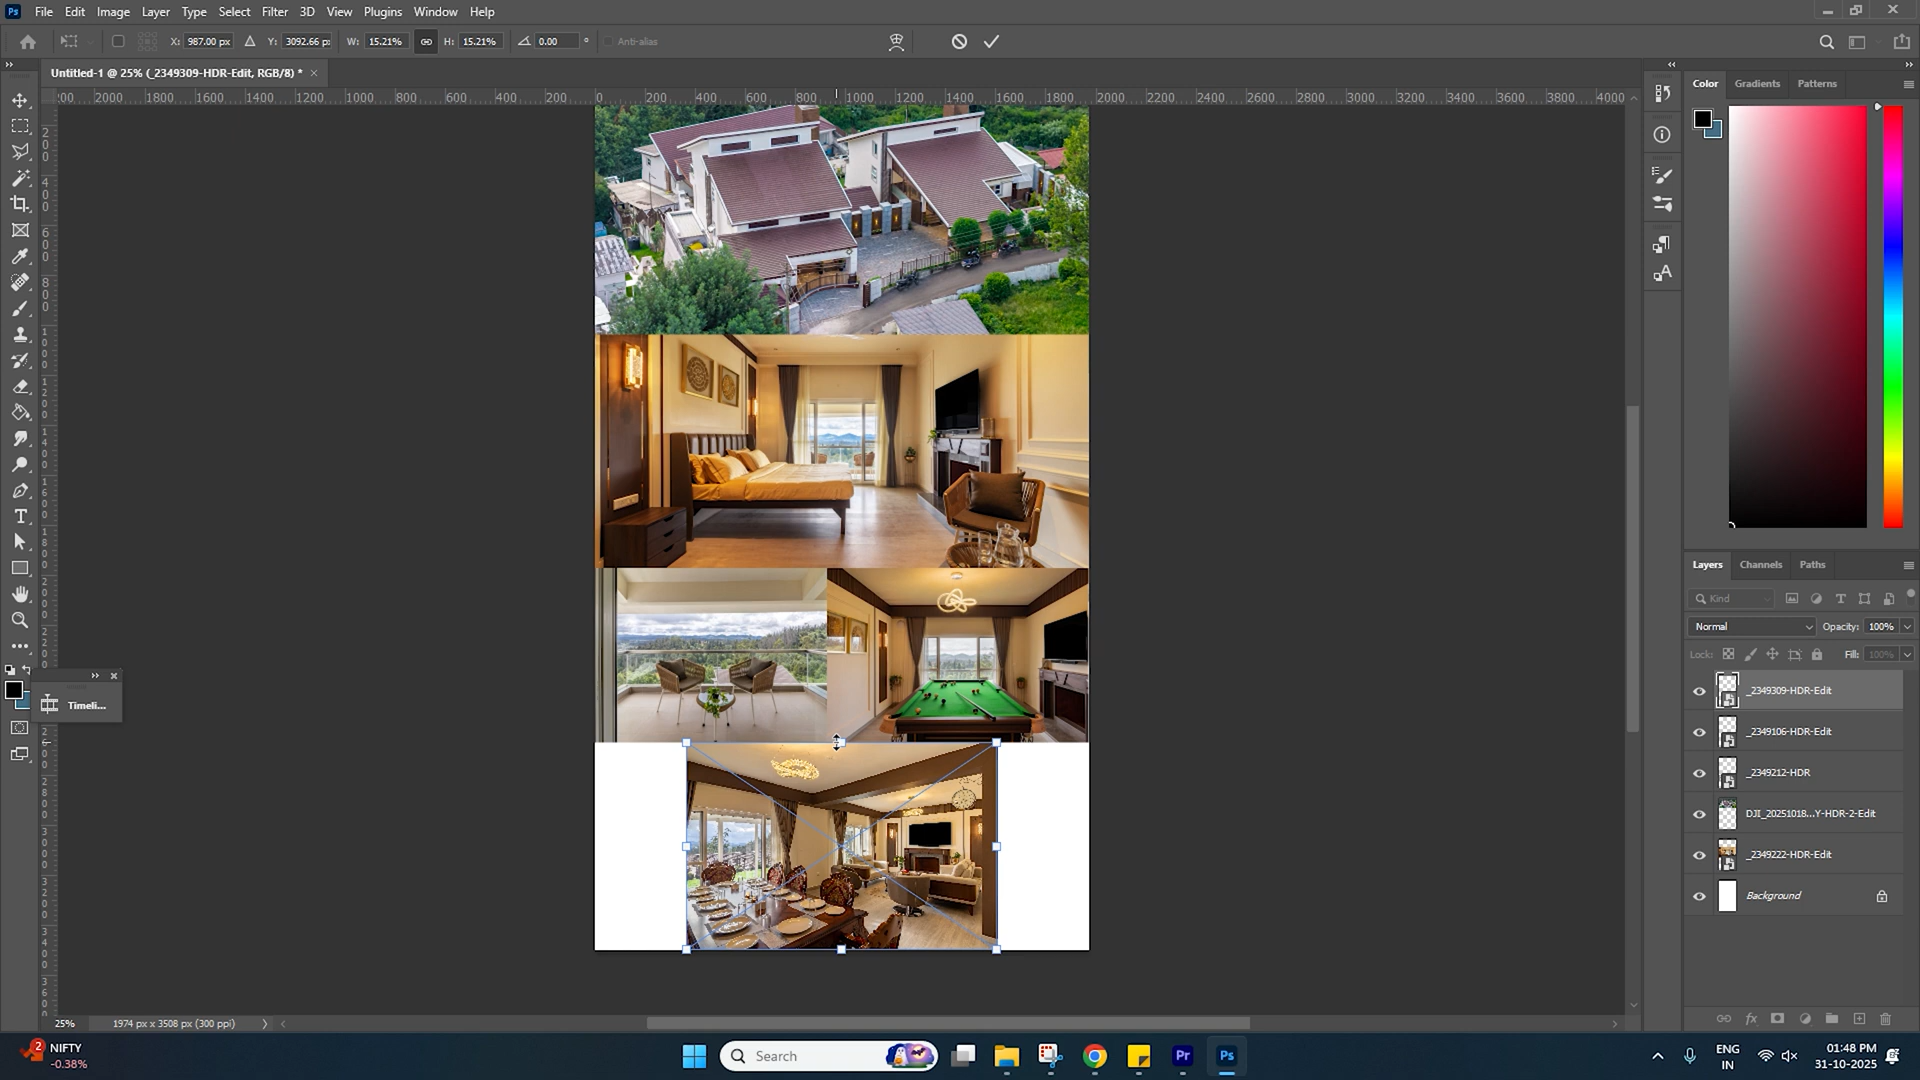 Ps File Edit Image Layer Type Select Filter 3D View Plugins Window Help
X: 987.00 px Y: 3092.66 px W: 15.21% H: 15.21% 0.00 ° Anti-alias
Untitled-1 @ 25% (_2349309-HDR-Edit, RGB/8) * ×
200 2000 1800 1600 1400 1200 1000 800 600 400 200 0 200 400 600 800 1000 1200 1400 1600 1800 2000 2200 2400 2600 2800 3000 3200 3400 3600 3800 4000
Color Gradients Patterns
Timeli...
Layers Channels Paths
Kind
Normal Opacity: 100%
Lock: Fill: 100%
_2349309-HDR-Edit
_2349106-HDR-Edit
_2349212-HDR
DJI_20251018...Y-HDR-2-Edit
_2349222-HDR-Edit
Background
25% 1974 px x 3508 px (300 ppi)
2 NIFTY
-0.38%
Search
Pr
Ps
ENG
IN
01:48 PM
31-10-2025